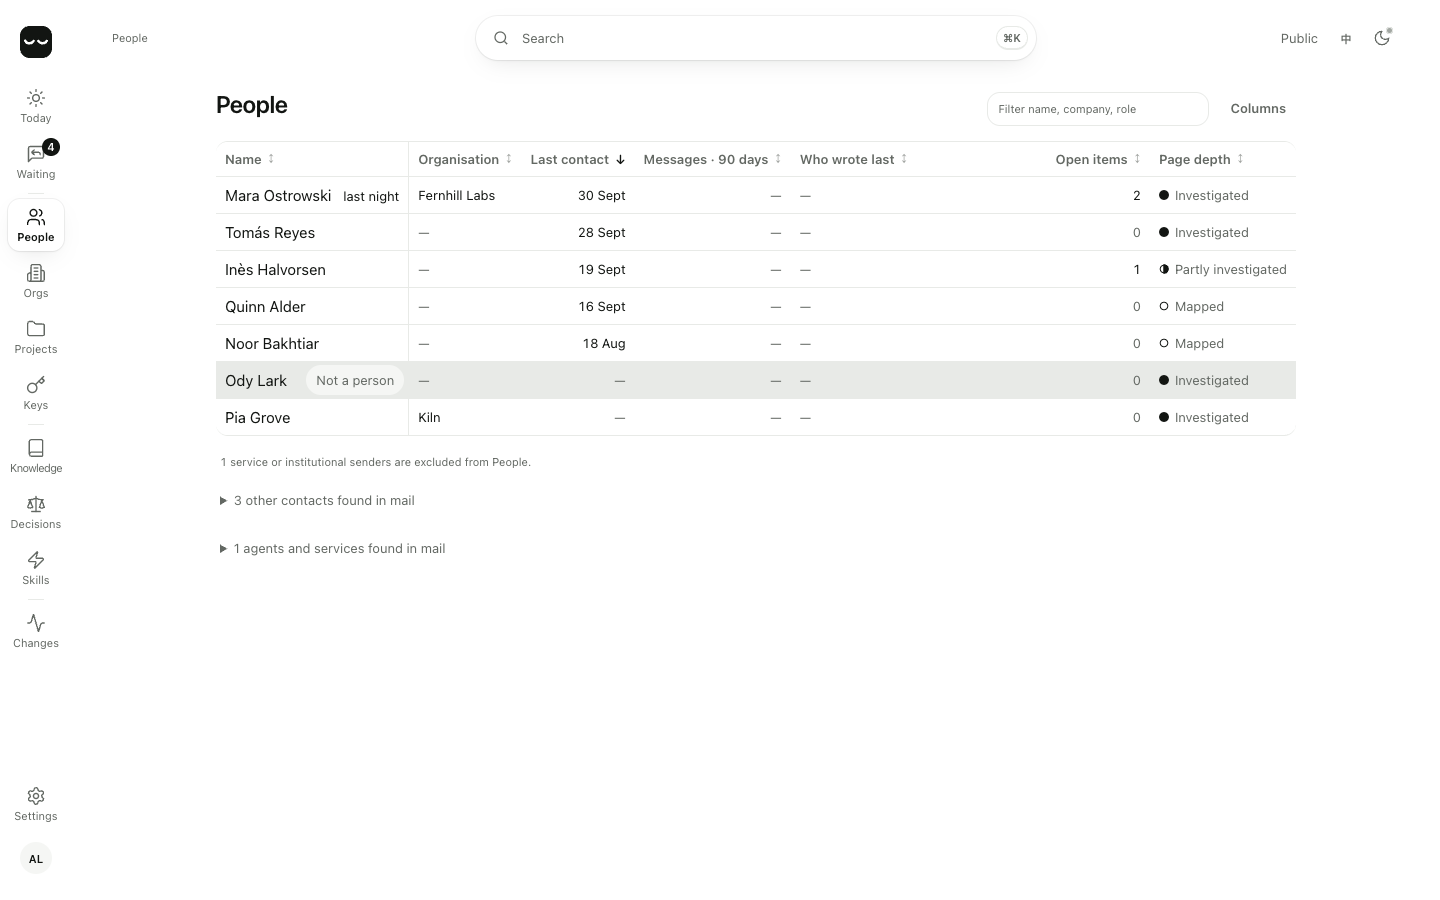 People
Search
⌘K
Public
中
Today
4
Waiting
People
Orgs
Projects
Keys
Knowledge
Decisions
Skills
Changes
Settings
AL
People
Filter name, company, role
Columns
Name ↕ Organisation ↕ Last contact ↓ Messages · 90 days ↕ Who wrote last ↕ Open items ↕ Page depth ↕
Mara Ostrowski last night Fernhill Labs 30 Sept — — 2 Investigated
Tomás Reyes — 28 Sept — — 0 Investigated
Inès Halvorsen — 19 Sept — — 1 Partly investigated
Quinn Alder — 16 Sept — — 0 Mapped
Noor Bakhtiar — 18 Aug — — 0 Mapped
Ody Lark Not a person — — — — 0 Investigated
Pia Grove Kiln — — — 0 Investigated
1 service or institutional senders are excluded from People.
3 other contacts found in mail
1 agents and services found in mail